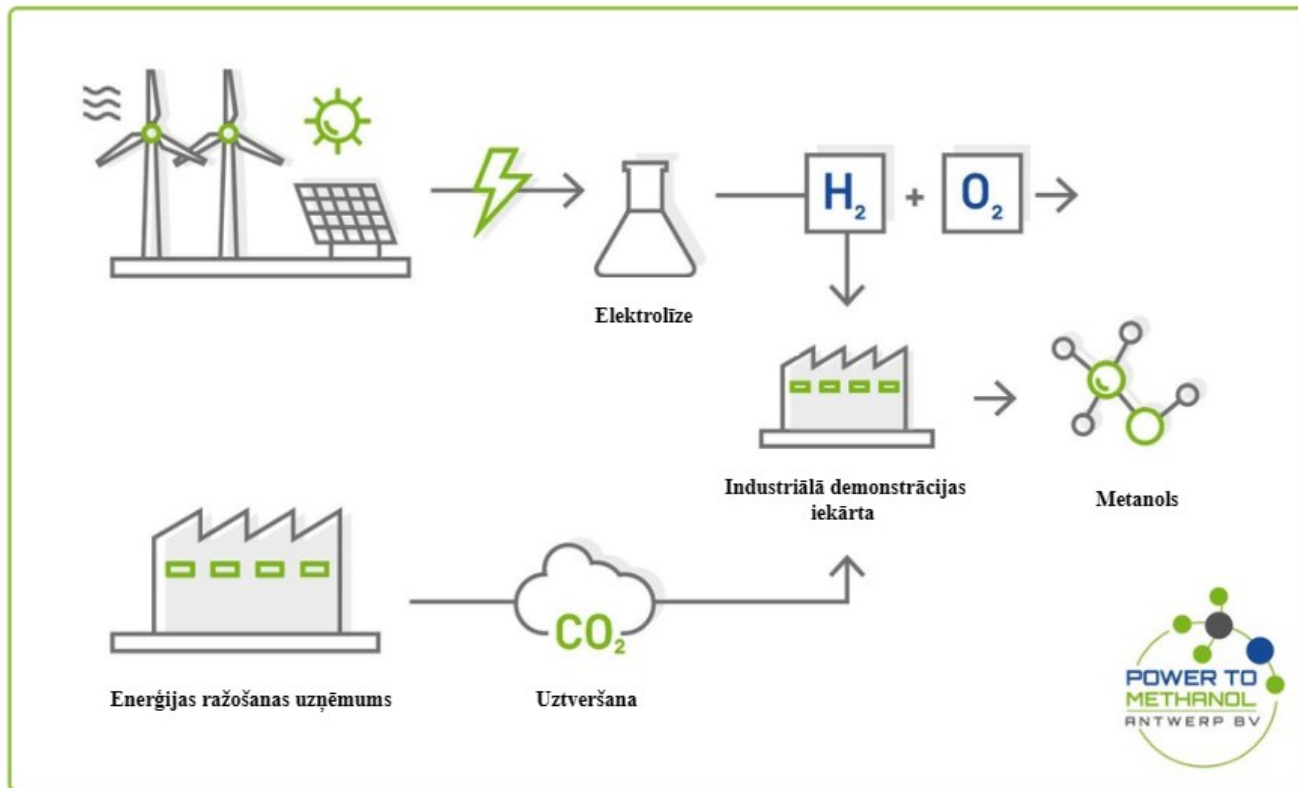 H₂ + O₂
Elektrolīze
Industriālā demonstrācijas
iekārta
Metanols
CO₂
Enerģijas ražošanas uzņēmums
Uztveršana
POWER TO
METHANOL
ANTWERP BV